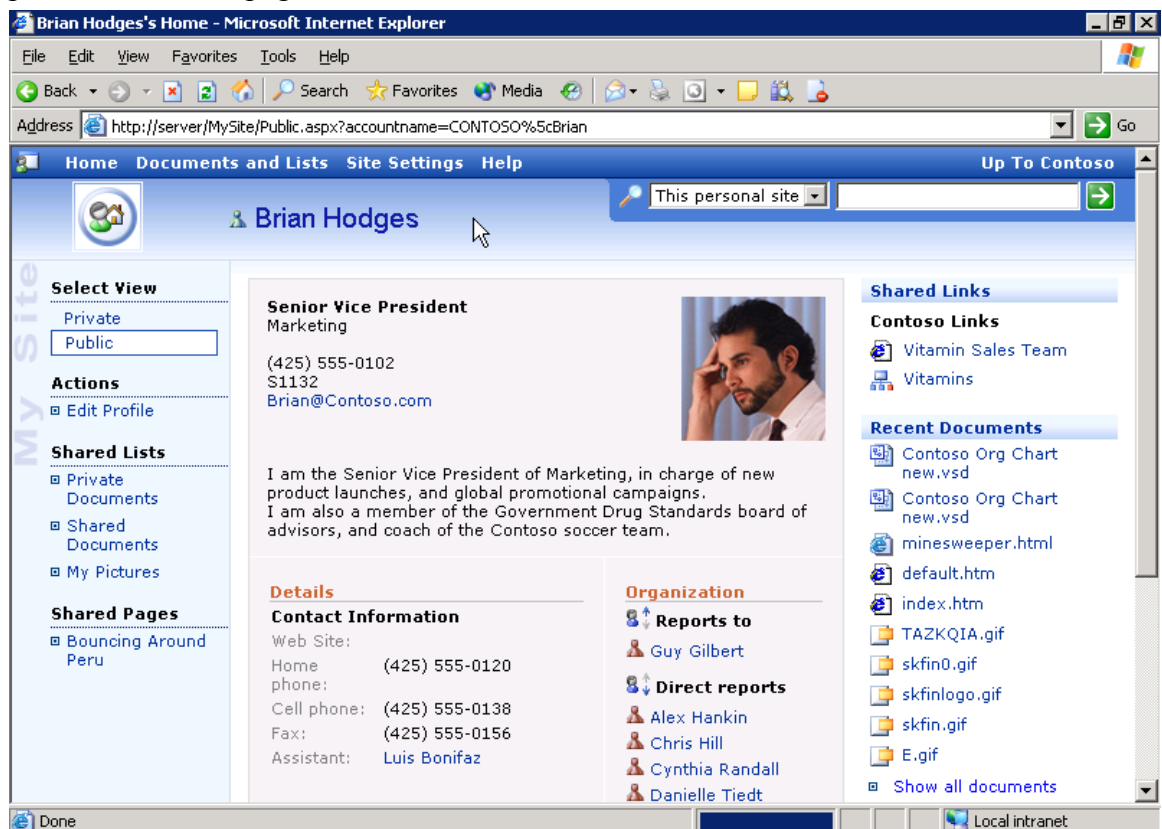 Brian Hodges's Home - Microsoft Internet Explorer
File Edit View Favorites Tools Help
Back Search Favorites Media
Address http://server/MySite/Public.aspx?accountname=CONTOSO%5cBrian Go
Home Documents and Lists Site Settings Help Up To Contoso
Brian Hodges
This personal site
My Site
Select View
Private
Public
Actions
Edit Profile
Shared Lists
Private
Documents
Shared
Documents
My Pictures
Shared Pages
Bouncing Around
Peru
Senior Vice President
Marketing
(425) 555-0102
S1132
Brian@Contoso.com
I am the Senior Vice President of Marketing, in charge of new
product launches, and global promotional campaigns.
I am also a member of the Government Drug Standards board of
advisors, and coach of the Contoso soccer team.
Details
Contact Information
Web Site:
Home (425) 555-0120
phone:
Cell phone: (425) 555-0138
Fax: (425) 555-0156
Assistant: Luis Bonifaz
Organization
Reports to
Guy Gilbert
Direct reports
Alex Hankin
Chris Hill
Cynthia Randall
Danielle Tiedt
Shared Links
Contoso Links
Vitamin Sales Team
Vitamins
Recent Documents
Contoso Org Chart
new.vsd
Contoso Org Chart
new.vsd
minesweeper.html
default.htm
index.htm
TAZKQIA.gif
skfin0.gif
skfinlogo.gif
skfin.gif
E.gif
Show all documents
Done Local intranet